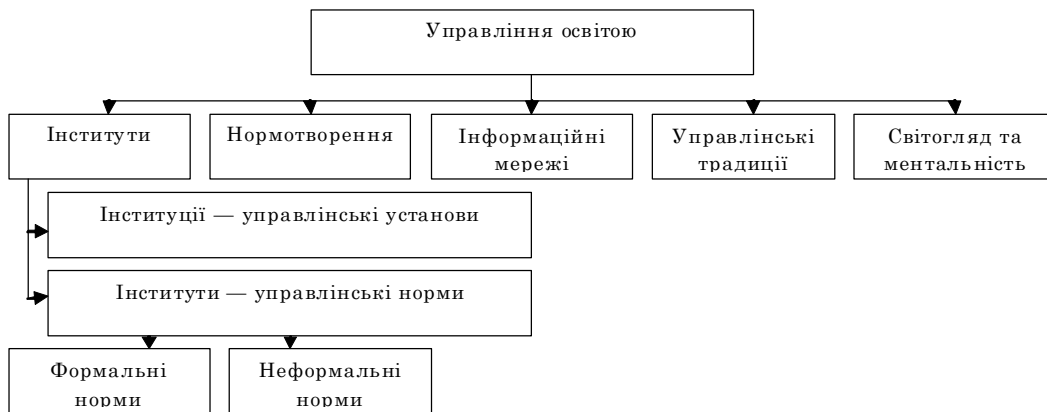 Управління освітою
Інститути
Нормотворення
Інформаційні
мережі
Управлінські
традиції
Світогляд та
ментальність
Інституції — управлінські установи
Інститути — управлінські норми
Формальні
норми
Неформальні
норми